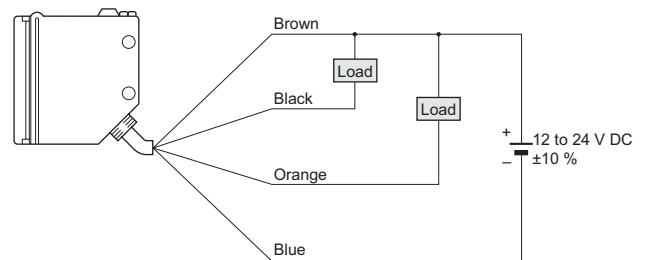 Brown
Load
Black
Load
+
12 to 24 V DC
–
±10 %
Orange
Blue